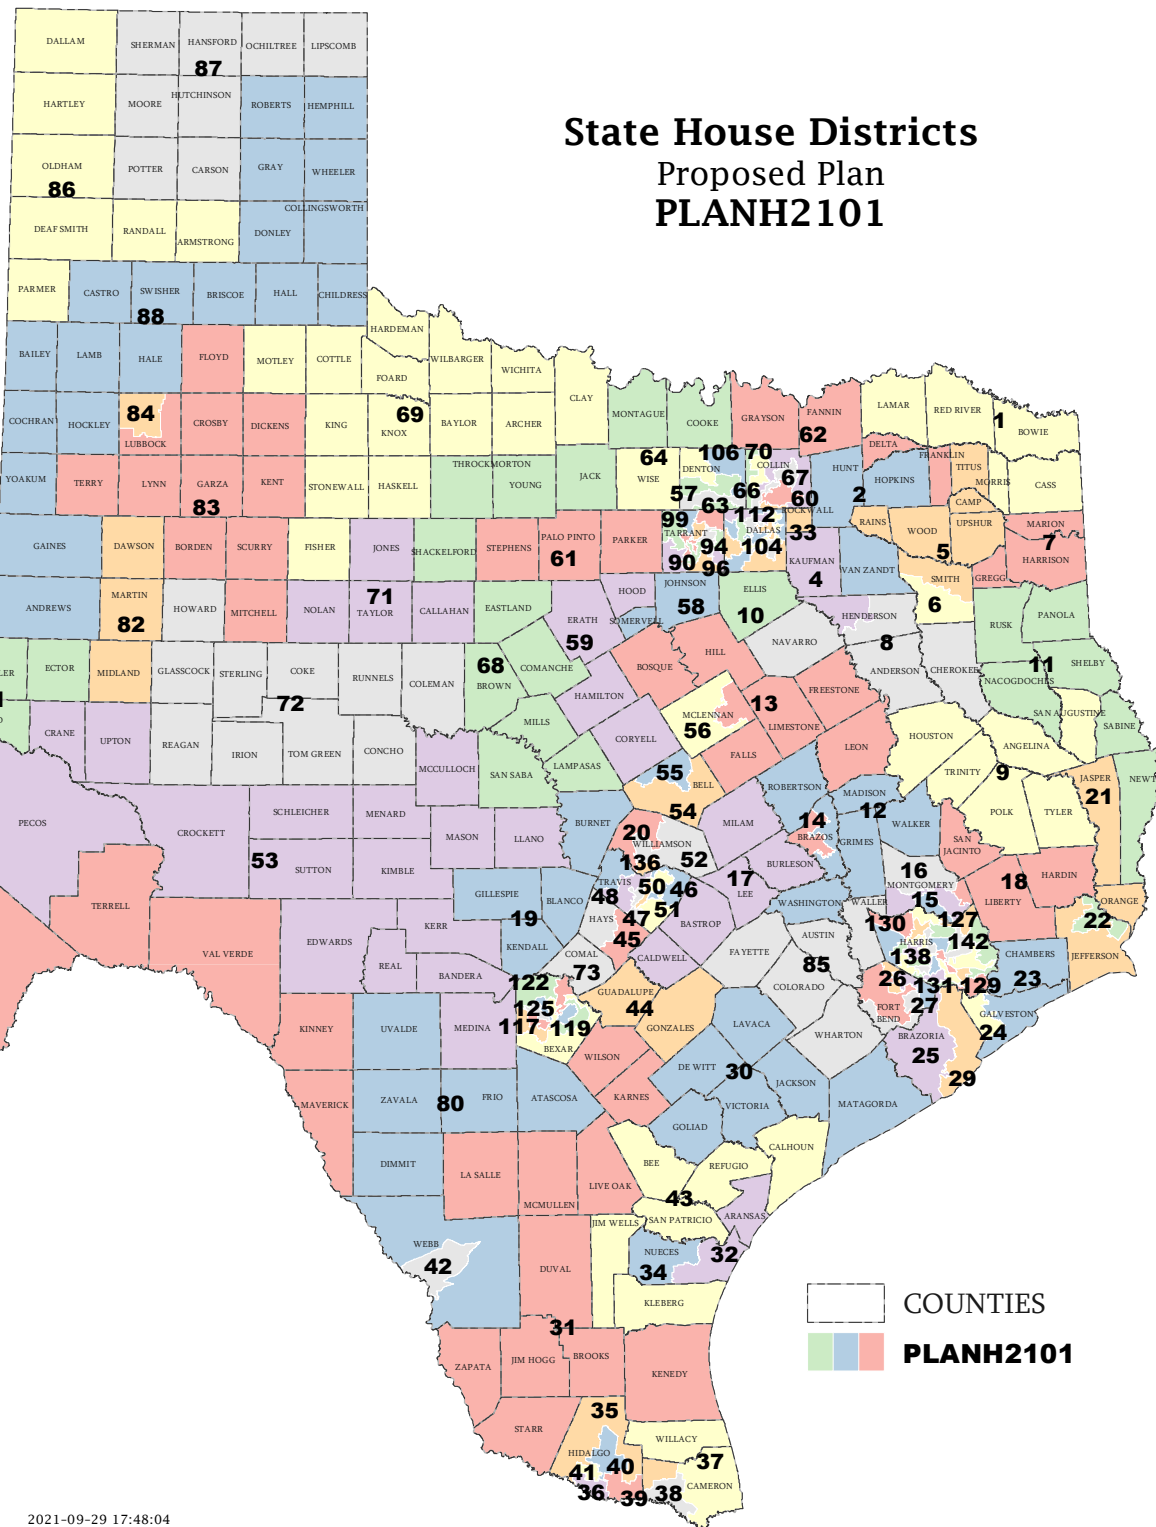 State House Districts
Proposed Plan
PLANH2101
DALLAM
SHERMAN
HANSFORD
OCHILTREE
LIPSCOMB
87
HARTLEY
MOORE
HUTCHINSON
ROBERTS
HEMPHILL
OLDHAM
86
POTTER
CARSON
GRAY
WHEELER
COLLINGSWORTH
DEAF SMITH
RANDALL
ARMSTRONG
DONLEY
PARMER
CASTRO
SWISHER
BRISCOE
HALL
CHILDRESS
88
HARDEMAN
BAILEY
LAMB
HALE
FLOYD
MOTLEY
COTTLE
FOARD
WILBARGER
WICHITA
CLAY
MONTAGUE
COOKE
GRAYSON
FANNIN
62
LAMAR
RED RIVER
1
BOWIE
COCHRAN
HOCKLEY
84
LUBBOCK
CROSBY
DICKENS
KING
69
KNOX
BAYLOR
ARCHER
DELTA
FRANKLIN
TITUS
MORRIS
CASS
YOAKUM
TERRY
LYNN
GARZA
83
KENT
STONEWALL
HASKELL
THROCKMORTON
YOUNG
JACK
64
WISE
DENTON
106
70
COLLIN
67
60
57
63
66
HUNT
2
HOPKINS
CAMP
ROCKWALL
RAINS
WOOD
UPSHUR
5
MARION
7
HARRISON
GAINES
DAWSON
BORDEN
SCURRY
FISHER
JONES
SHACKELFORD
STEPHENS
PALO PINTO
61
PARKER
99
TARRANT
90
94
96
112
DALLAS
104
33
KAUFMAN
4
VAN ZANDT
SMITH
6
GREGG
ANDREWS
MARTIN
82
HOWARD
MITCHELL
NOLAN
71
TAYLOR
CALLAHAN
EASTLAND
ERATH
59
HOOD
SOMERVELL
JOHNSON
58
ELLIS
10
HENDERSON
8
NAVARRO
RUSK
PANOLA
ECTOR
MIDLAND
GLASSCOCK
STERLING
COKE
72
RUNNELS
COLEMAN
68
BROWN
COMANCHE
HAMILTON
BOSQUE
HILL
13
FREESTONE
ANDERSON
CHEROKEE
11
NACOGDOCHES
SHELBY
CRANE
UPTON
REAGAN
IRION
TOM GREEN
CONCHO
MCCULLOCH
MILLS
SAN SABA
LAMPASAS
CORYELL
MCLENNAN
56
LIMESTONE
FALLS
LEON
HOUSTON
ANGELINA
SAN AUGUSTINE
SABINE
TRINITY
9
POLK
TYLER
JASPER
21
NEWT
PECOS
CROCKETT
SCHLEICHER
MENARD
53
SUTTON
KIMBLE
MASON
LLANO
BURNET
55
BELL
54
MILAM
ROBERTSON
MADISON
12
WALKER
14
BRAZOS
GRIMES
SAN
JACINTO
20
WILLIAMSON
136
52
BURLESON
16
MONTGOMERY
18
HARDIN
LIBERTY
ORANGE
22
TERRELL
VAL VERDE
EDWARDS
KERR
REAL
BANDERA
GILLESPIE
19
KENDALL
BLANCO
TRAVIS
48
50
46
51
47
45
HAYS
17
LEE
BASTROP
WASHINGTON
WALLER
15
130
127
HARRIS
142
138
CHAMBERS
23
JEFFERSON
COMAL
73
CALDWELL
FAYETTE
AUSTIN
85
COLORADO
26
131
129
FORT
BEND
27
GALVESTON
24
KINNEY
UVALDE
MEDINA
122
125
117
119
BEXAR
GUADALUPE
44
GONZALES
LAVACA
WHARTON
BRAZORIA
25
29
MAVERICK
ZAVALA
80
FRIO
ATASCOSA
WILSON
KARNES
DE WITT
30
JACKSON
VICTORIA
MATAGORDA
GOLIAD
CALHOUN
DIMMIT
LA SALLE
MCMULLEN
LIVE OAK
BEE
REFUGIO
43
SAN PATRICIO
ARANSAS
WEBB
42
DUVAL
JIM WELLS
NUECES
34
32
KLEBERG
31
ZAPATA
JIM HOGG
BROOKS
KENEDY
STARR
35
HIDALGO
41
40
36
39
38
WILLACY
37
CAMERON
COUNTIES
PLANH2101
2021-09-29 17:48:04